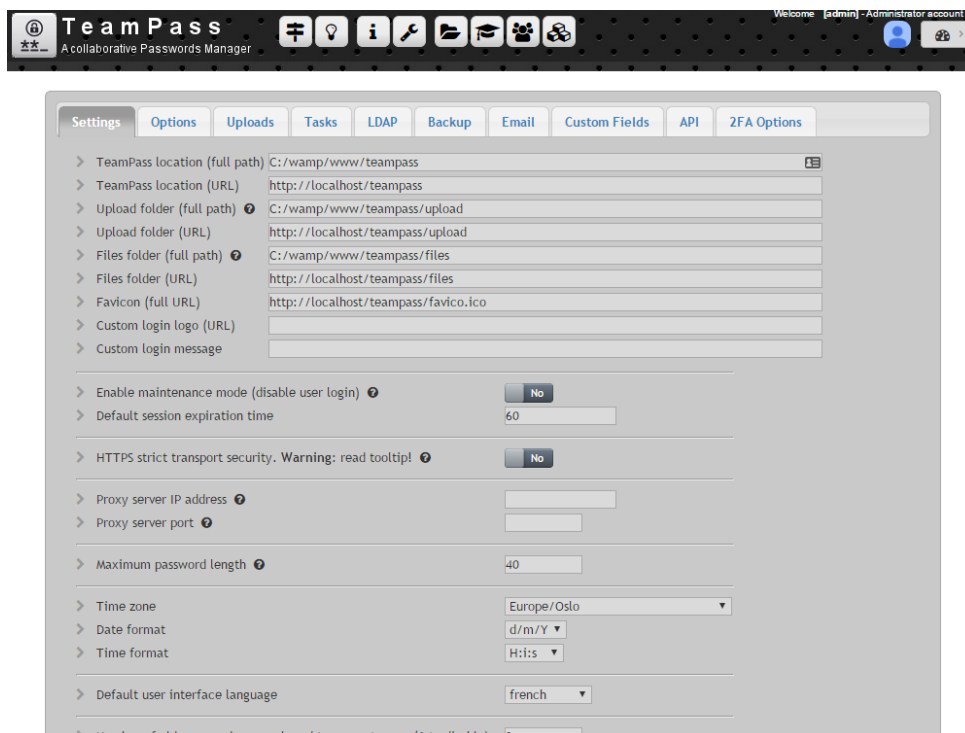 TeamPass
A collaborative Passwords Manager
Welcome [admin] - Administrator account
Settings Options Uploads Tasks LDAP Backup Email Custom Fields API 2FA Options
TeamPass location (full path) C:/wamp/www/teampass
TeamPass location (URL) http://localhost/teampass
Upload folder (full path) C:/wamp/www/teampass/upload
Upload folder (URL) http://localhost/teampass/upload
Files folder (full path) C:/wamp/www/teampass/files
Files folder (URL) http://localhost/teampass/files
Favicon (full URL) http://localhost/teampass/favico.ico
Custom login logo (URL)
Custom login message
Enable maintenance mode (disable user login) No
Default session expiration time 60
HTTPS strict transport security. Warning: read tooltip! No
Proxy server IP address
Proxy server port
Maximum password length 40
Time zone Europe/Oslo
Date format d/m/Y
Time format H:i:s
Default user interface language french